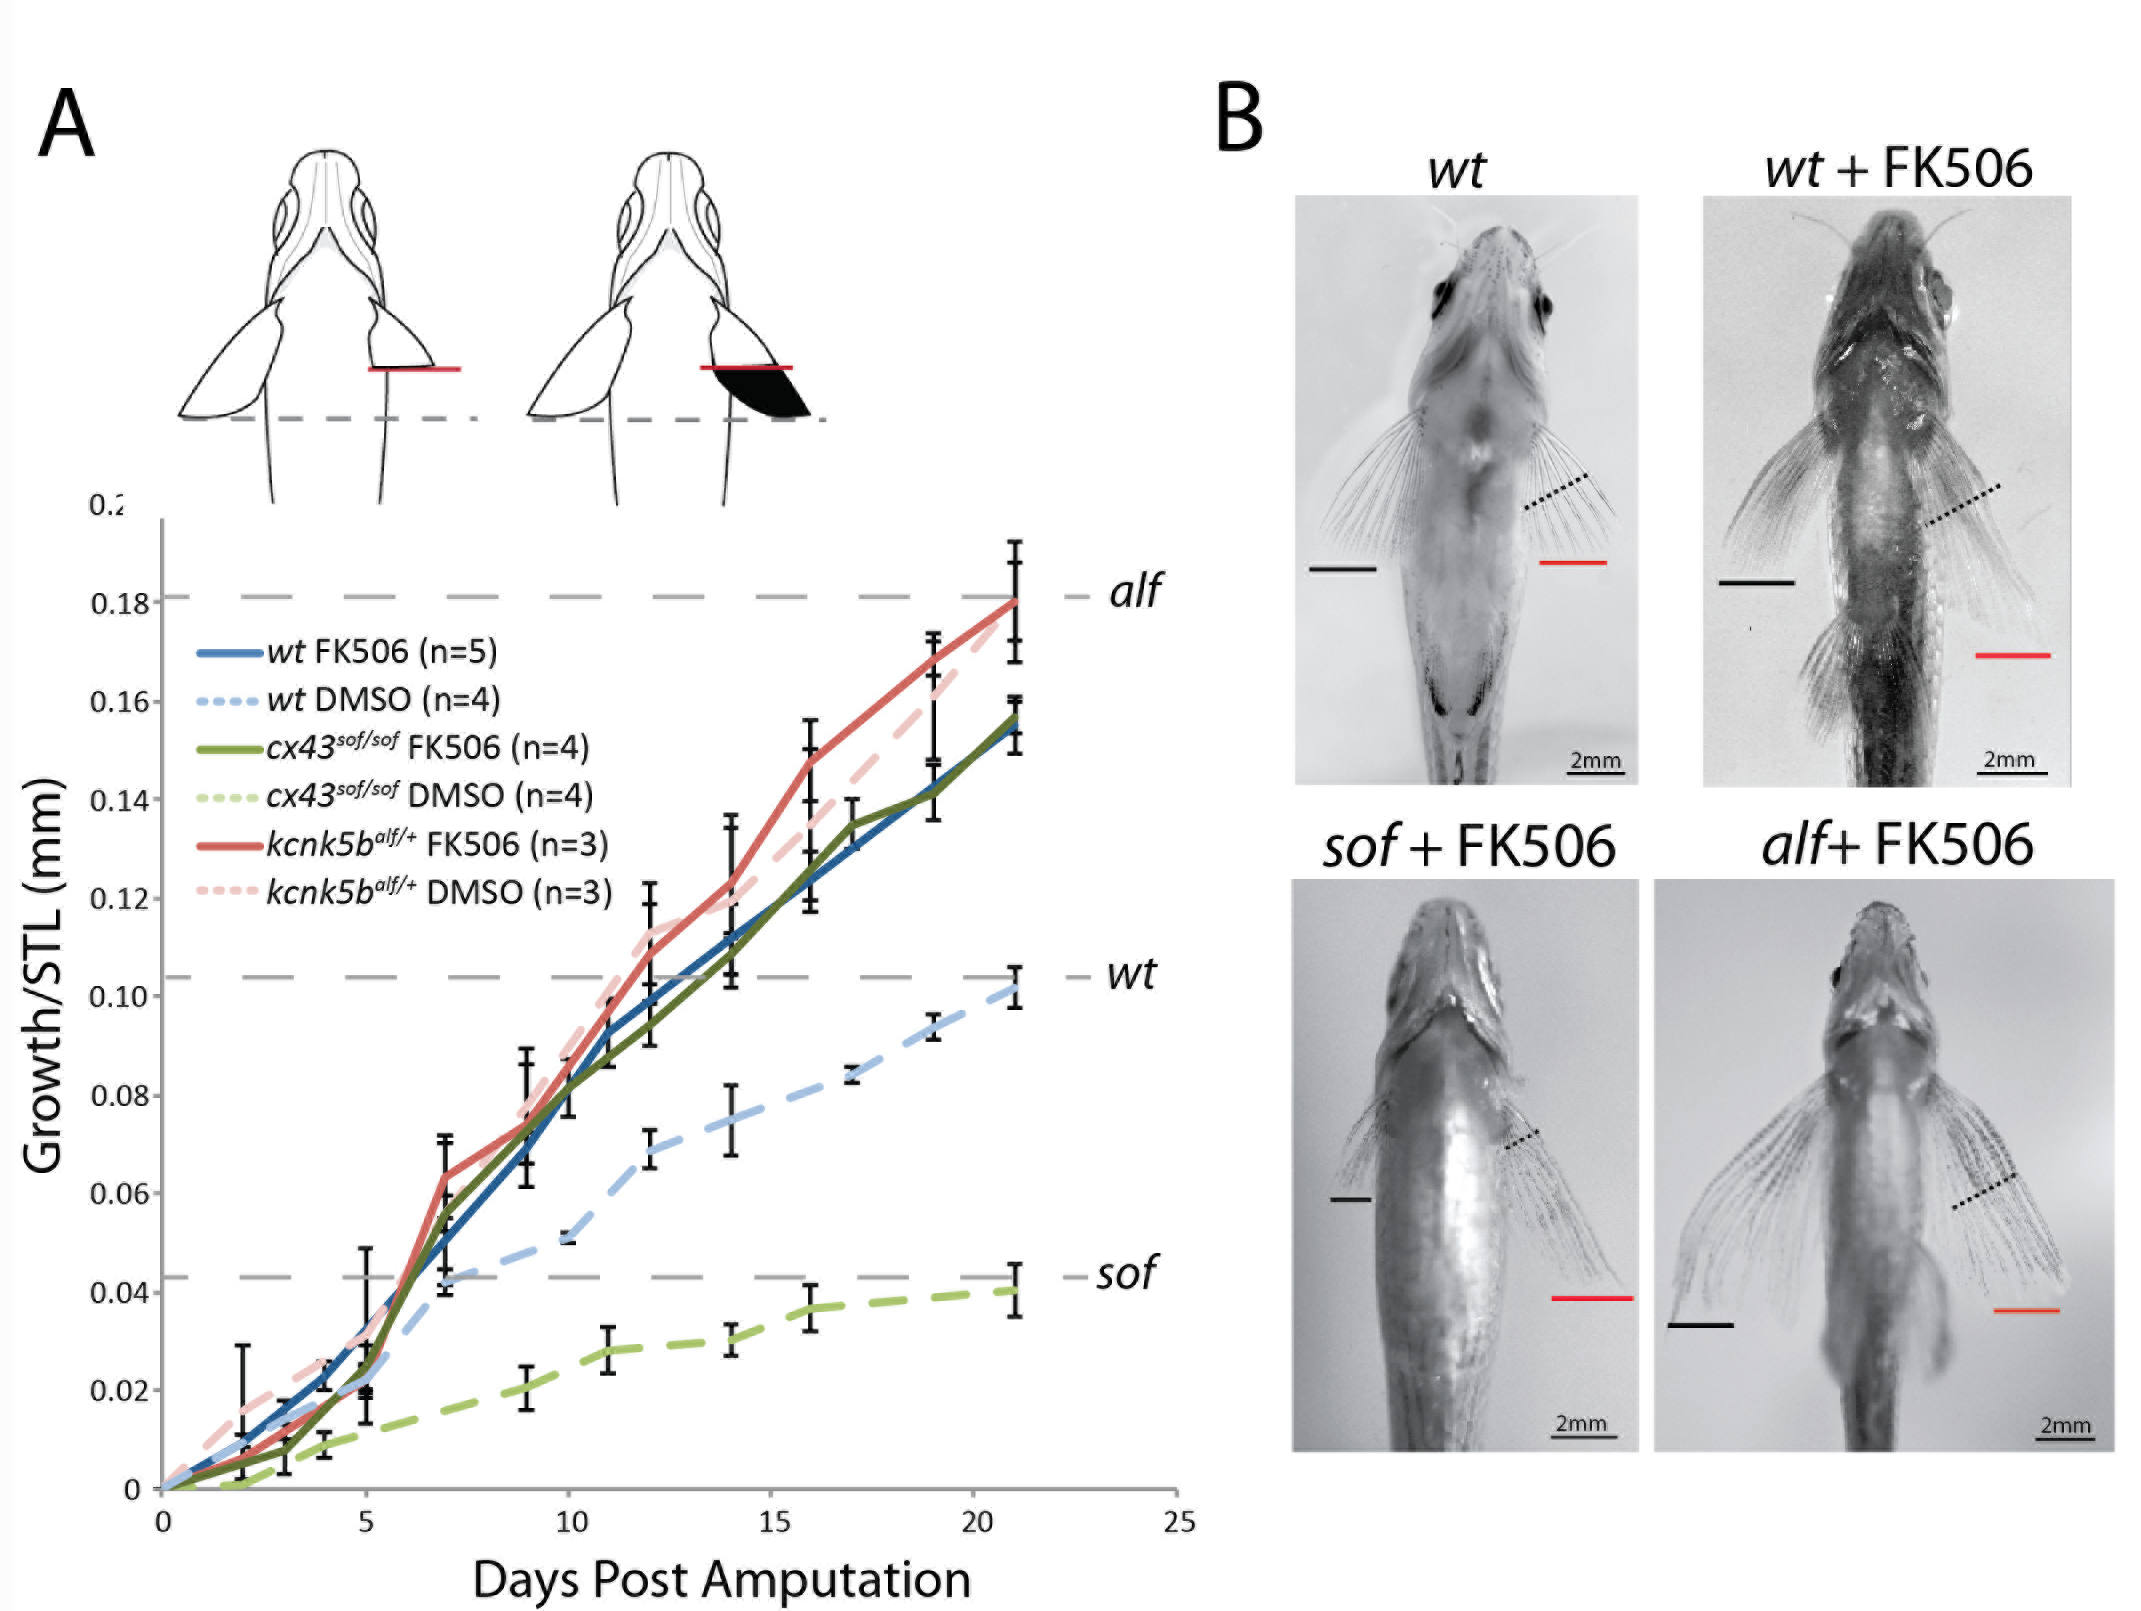 A
0.2
0.18
0.16
0.14
0.12
0.10
0.08
0.06
0.04
0.02
0
Growth/STL (mm)
wt FK506 (n=5)
wt DMSO (n=4)
cx43sof/sof FK506 (n=4)
cx43sof/sof DMSO (n=4)
kcnk5balf/+ FK506 (n=3)
kcnk5balf/+ DMSO (n=3)
alf
wt
sof
0 5 10 15 20 25
Days Post Amputation
B
wt
2mm
wt + FK506
2mm
sof + FK506
2mm
alf+ FK506
2mm